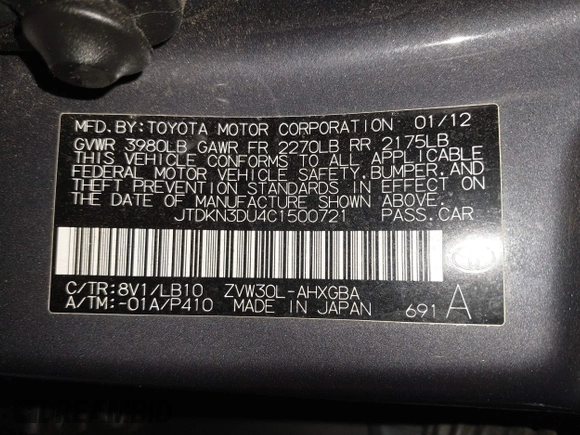 MFD.BY:TOYOTA MOTOR CORPORATION 01/12
GVWR 3980LB GAWR FR 2270LB RR 2175LB
THIS VEHICLE CONFORMS TO ALL APPLICABLE
FEDERAL MOTOR VEHICLE SAFETY, BUMPER, AND
THEFT PREVENTION STANDARDS IN EFFECT ON
THE DATE OF MANUFACTURE SHOWN ABOVE.
JTDKN3DU4C1500721 PASS.CAR
C/TR:8V1/LB10 ZVW30L-AHXGBA
A/TM:-01A/P410 MADE IN JAPAN 691 A